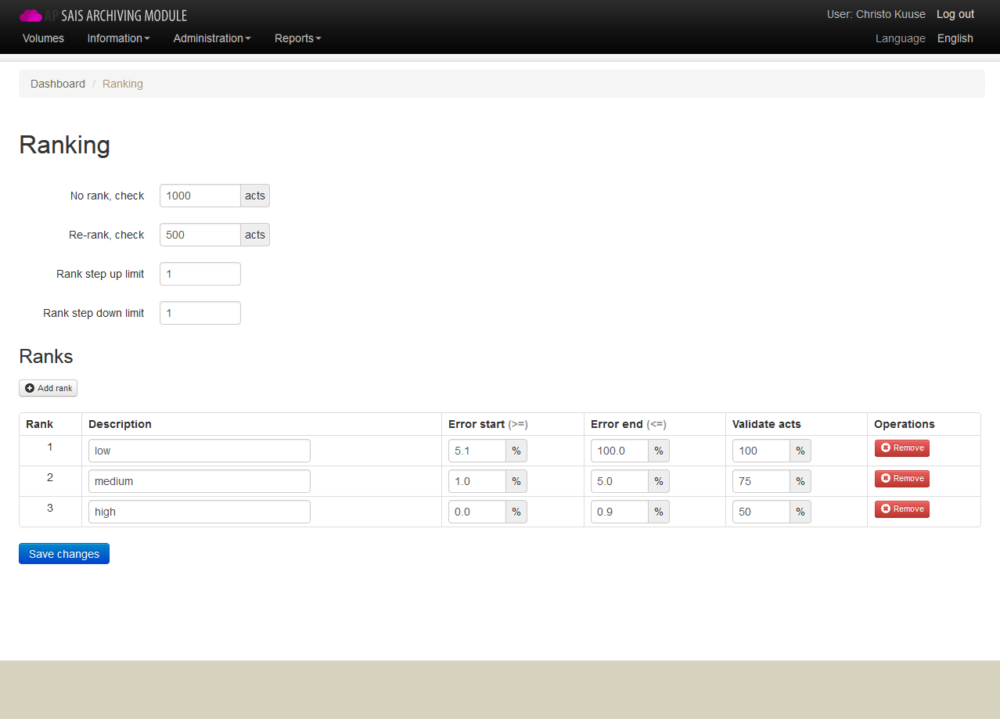 AP SAIS ARCHIVING MODULE
User: Christo Kuuse Log out
Volumes Information Administration Reports
Language English
Dashboard / Ranking
Ranking
No rank, check 1000 acts
Re-rank, check 500 acts
Rank step up limit 1
Rank step down limit 1
Ranks
Add rank
Rank Description Error start (>=) Error end (<=) Validate acts Operations
1 low 5.1 % 100.0 % 100 % Remove
2 medium 1.0 % 5.0 % 75 % Remove
3 high 0.0 % 0.9 % 50 % Remove
Save changes